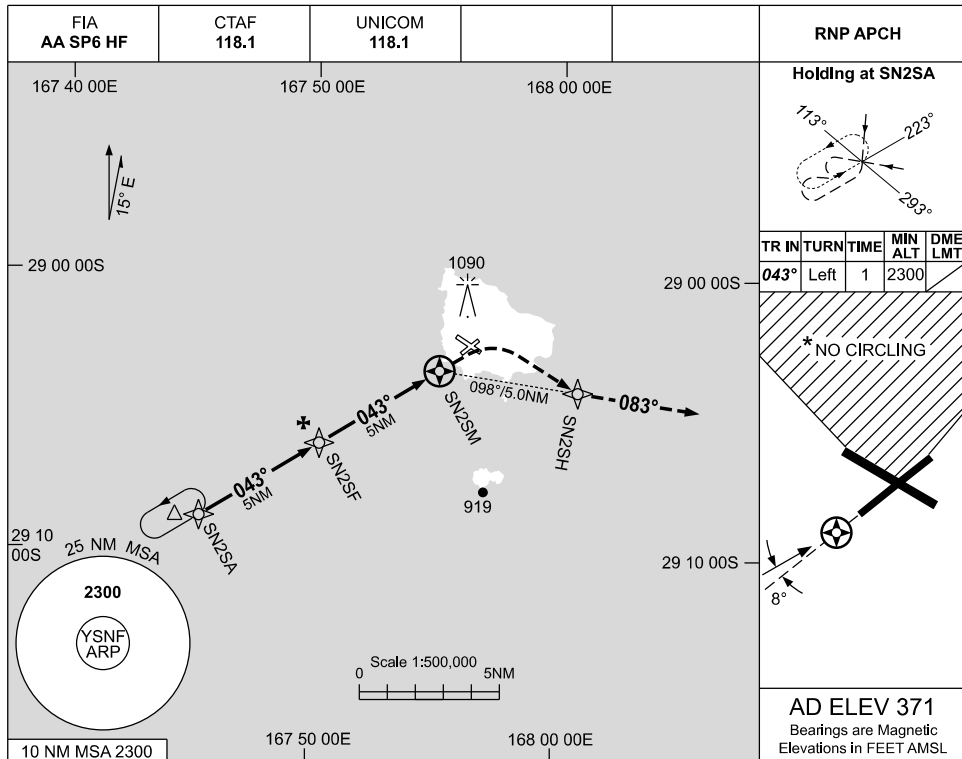 FIA
AA SP6 HF
CTAF
118.1
UNICOM
118.1
RNP APCH
167 40 00E
167 50 00E
168 00 00E
Holding at SN2SA
113°
223°
293°
15° E
TR IN
TURN
TIME
MIN ALT
DME LMT
043°
Left
1
2300
29 00 00S
29 00 00S
1090
* NO CIRCLING
043°
5NM
SN2SM
098°/5.0NM
SN2SH
083°
SN2SF
043°
5NM
SN2SA
919
29 10
00S
29 10 00S
25 NM MSA
2300
YSNF
ARP
8°
Scale 1:500,000
0
5NM
10 NM MSA 2300
167 50 00E
168 00 00E
AD ELEV 371
Bearings are Magnetic
Elevations in FEET AMSL